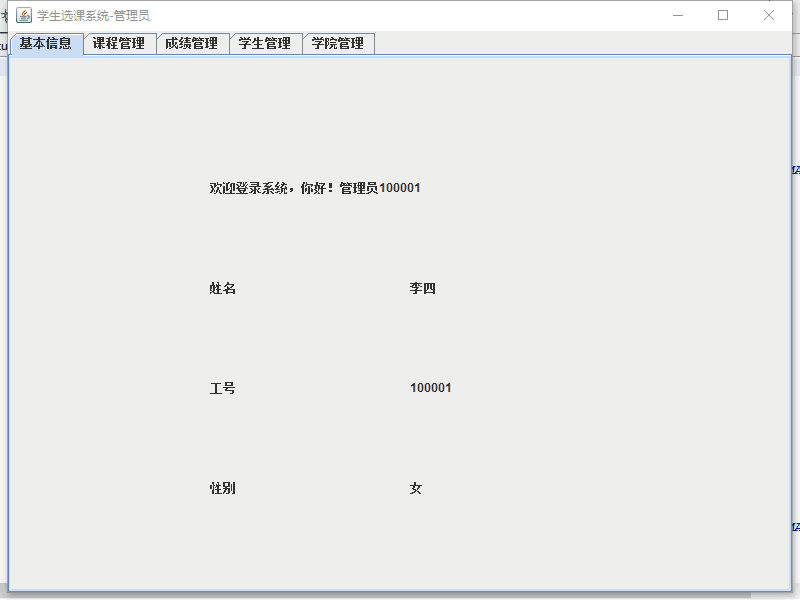 学生选课系统-管理员
基本信息 课程管理 成绩管理 学生管理 学院管理
欢迎登录系统，你好！管理员100001
姓名 李四
工号 100001
性别 女